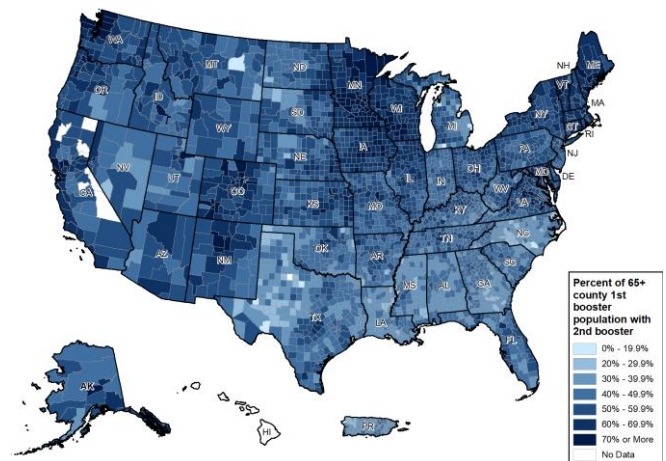 WA
MT
ND
MN
ME
NH
VT
OR
ID
SD
WI
NY
MA
WY
MI
CT
RI
IA
PA
NJ
NE
NV
UT
IL
IN
OH
MD
DE
CA
CO
WV
VA
KS
MO
KY
NC
TN
OK
AZ
NM
AR
SC
MS
AL
GA
TX
LA
FL
AK
HI
PR
Percent of 65+
county 1st
booster
population with
2nd booster
0% - 19.9%
20% - 29.9%
30% - 39.9%
40% - 49.9%
50% - 59.9%
60% - 69.9%
70% or More
No Data